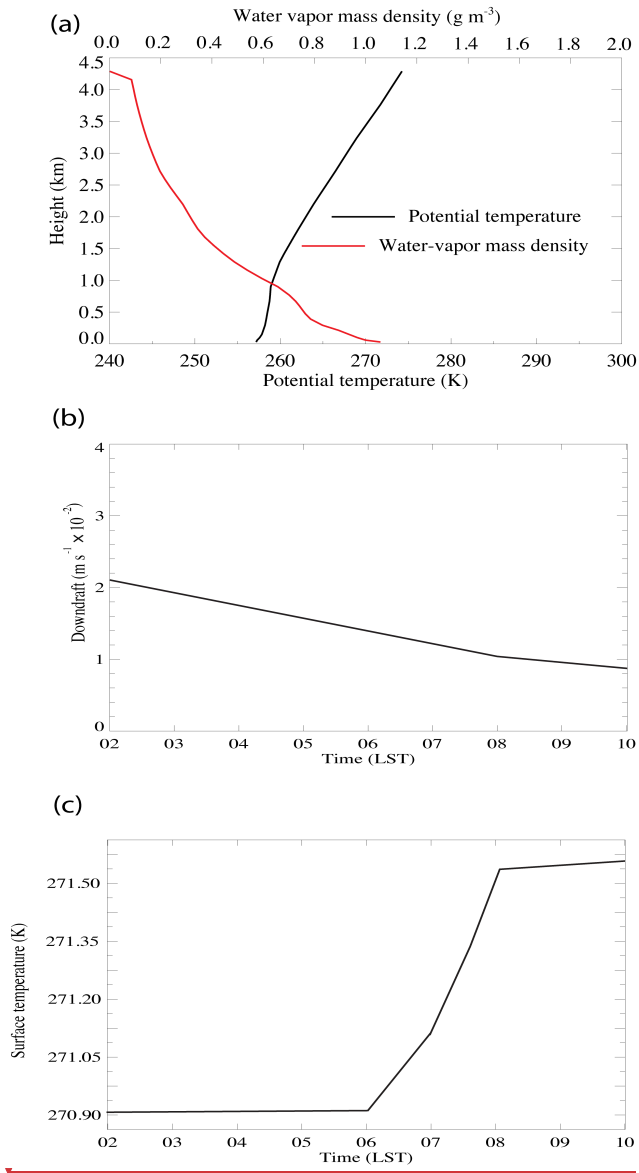 (a)
Water vapor mass density (g m-3)
0.0 0.2 0.4 0.6 0.8 1.0 1.2 1.6 1.8 2.0
4.5
4.0
3.5
3.0
2.5
2.0
1.5
1.0
0.5
0.0
Height (km)
Potential temperature
Water-vapor mass density
240 250 260 270 280 290 300
Potential temperature (K)
(b)
4
3
2
1
0
Downdraft (m s-1 x 10-2)
02 03 04 05 06 07 08 09 10
Time (LST)
(c)
271.50
271.35
271.20
271.05
270.90
Surface temperature (K)
02 03 04 05 06 07 08 09 10
Time (LST)